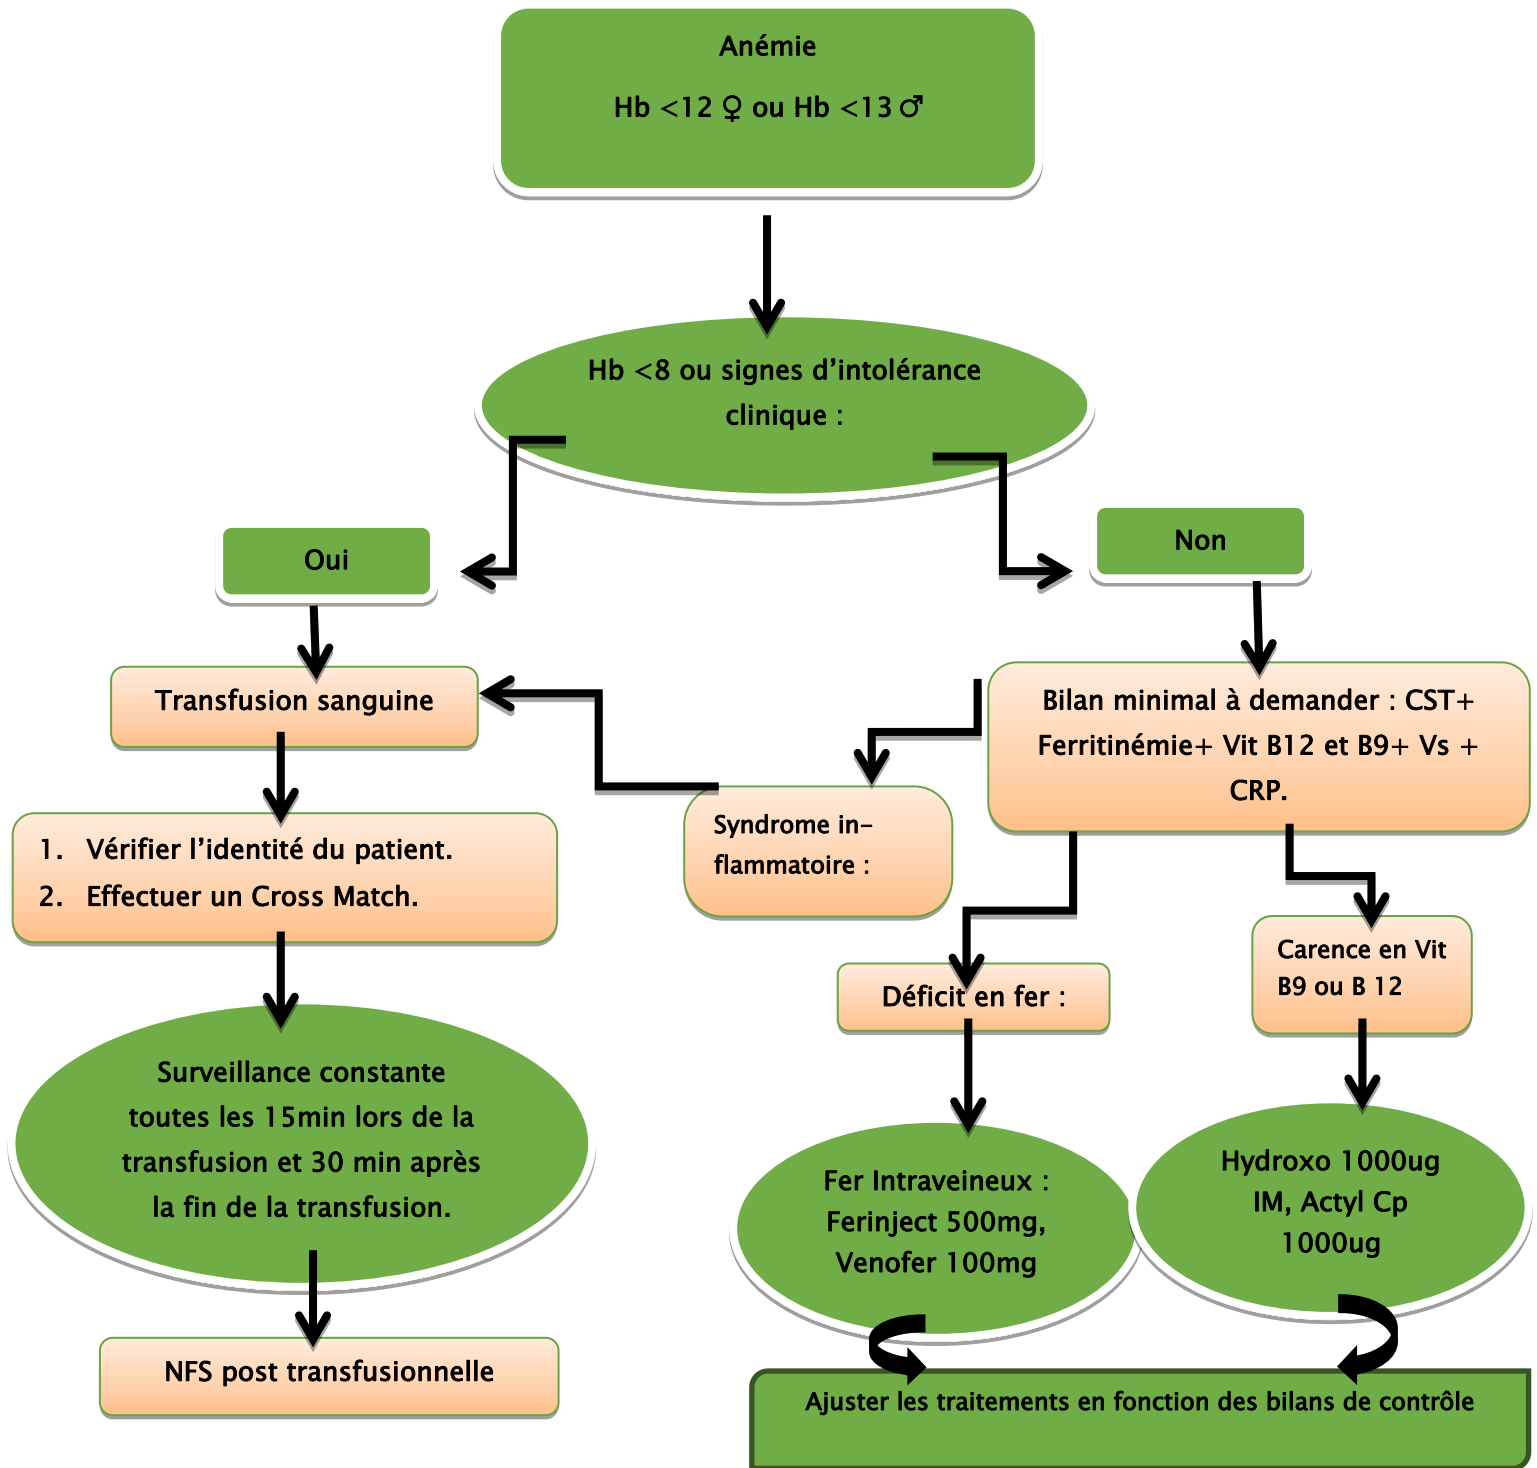 Anémie
Hb <12 ♀ ou Hb <13 ♂
Hb <8 ou signes d’intolérance
clinique :
Oui
Non
Transfusion sanguine
Bilan minimal à demander : CST+
Ferritinémie+ Vit B12 et B9+ Vs +
CRP.
Syndrome in-
flammatoire :
1. Vérifier l’identité du patient.
2. Effectuer un Cross Match.
Déficit en fer :
Carence en Vit
B9 ou B 12
Surveillance constante
toutes les 15min lors de la
transfusion et 30 min après
la fin de la transfusion.
Fer Intraveineux :
Ferinject 500mg,
Venofer 100mg
Hydroxo 1000ug
IM, Actyl Cp
1000ug
NFS post transfusionnelle
Ajuster les traitements en fonction des bilans de contrôle